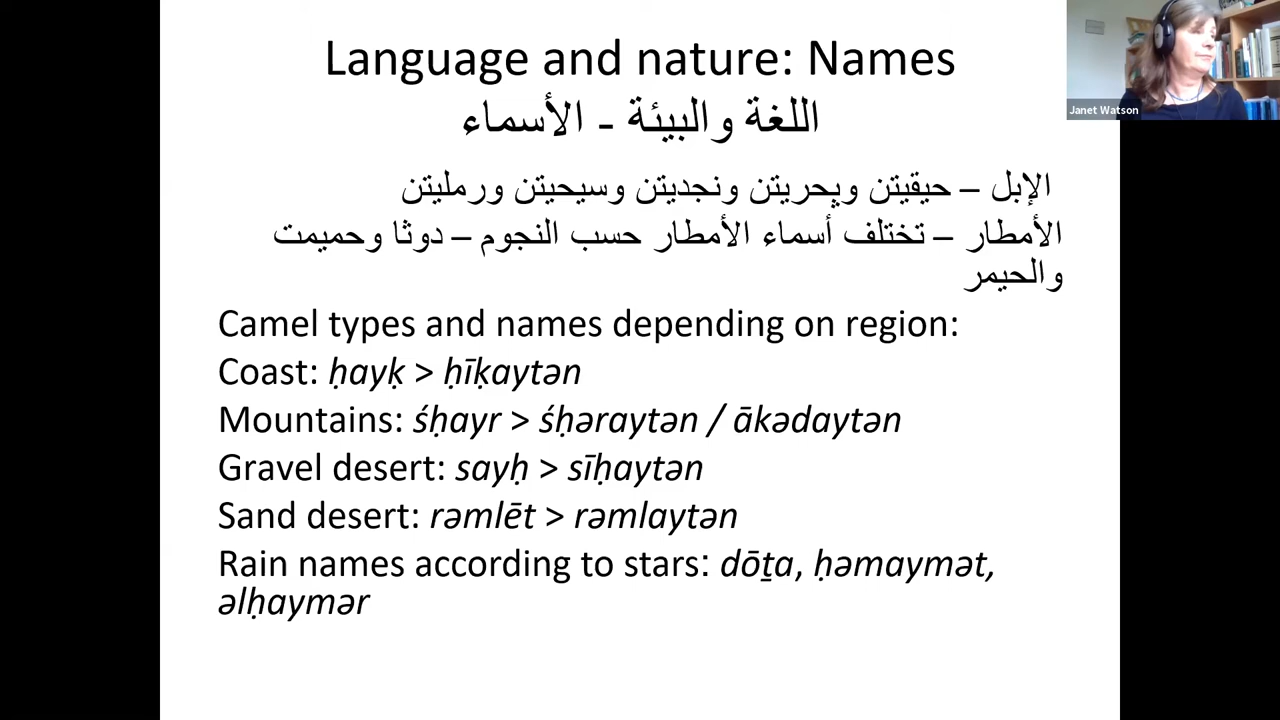 Language and nature: Names
اللغة والبيئة - الأسماء
الإبل – حيقيتن وݜحريتن ونجديتن وسيحيتن ورمليتن
الأمطار – تختلف أسماء الأمطار حسب النجوم – دوثا وحميمت
والحيمر
Camel types and names depending on region:
Coast: ḥayḳ > ḥīḳaytən
Mountains: śḥayr > śḥəraytən / ākədaytən
Gravel desert: sayḥ > sīḥaytən
Sand desert: rəmlēt > rəmlaytən
Rain names according to stars: dōṯa, ḥəmaymət,
əlḥaymər
Janet Watson